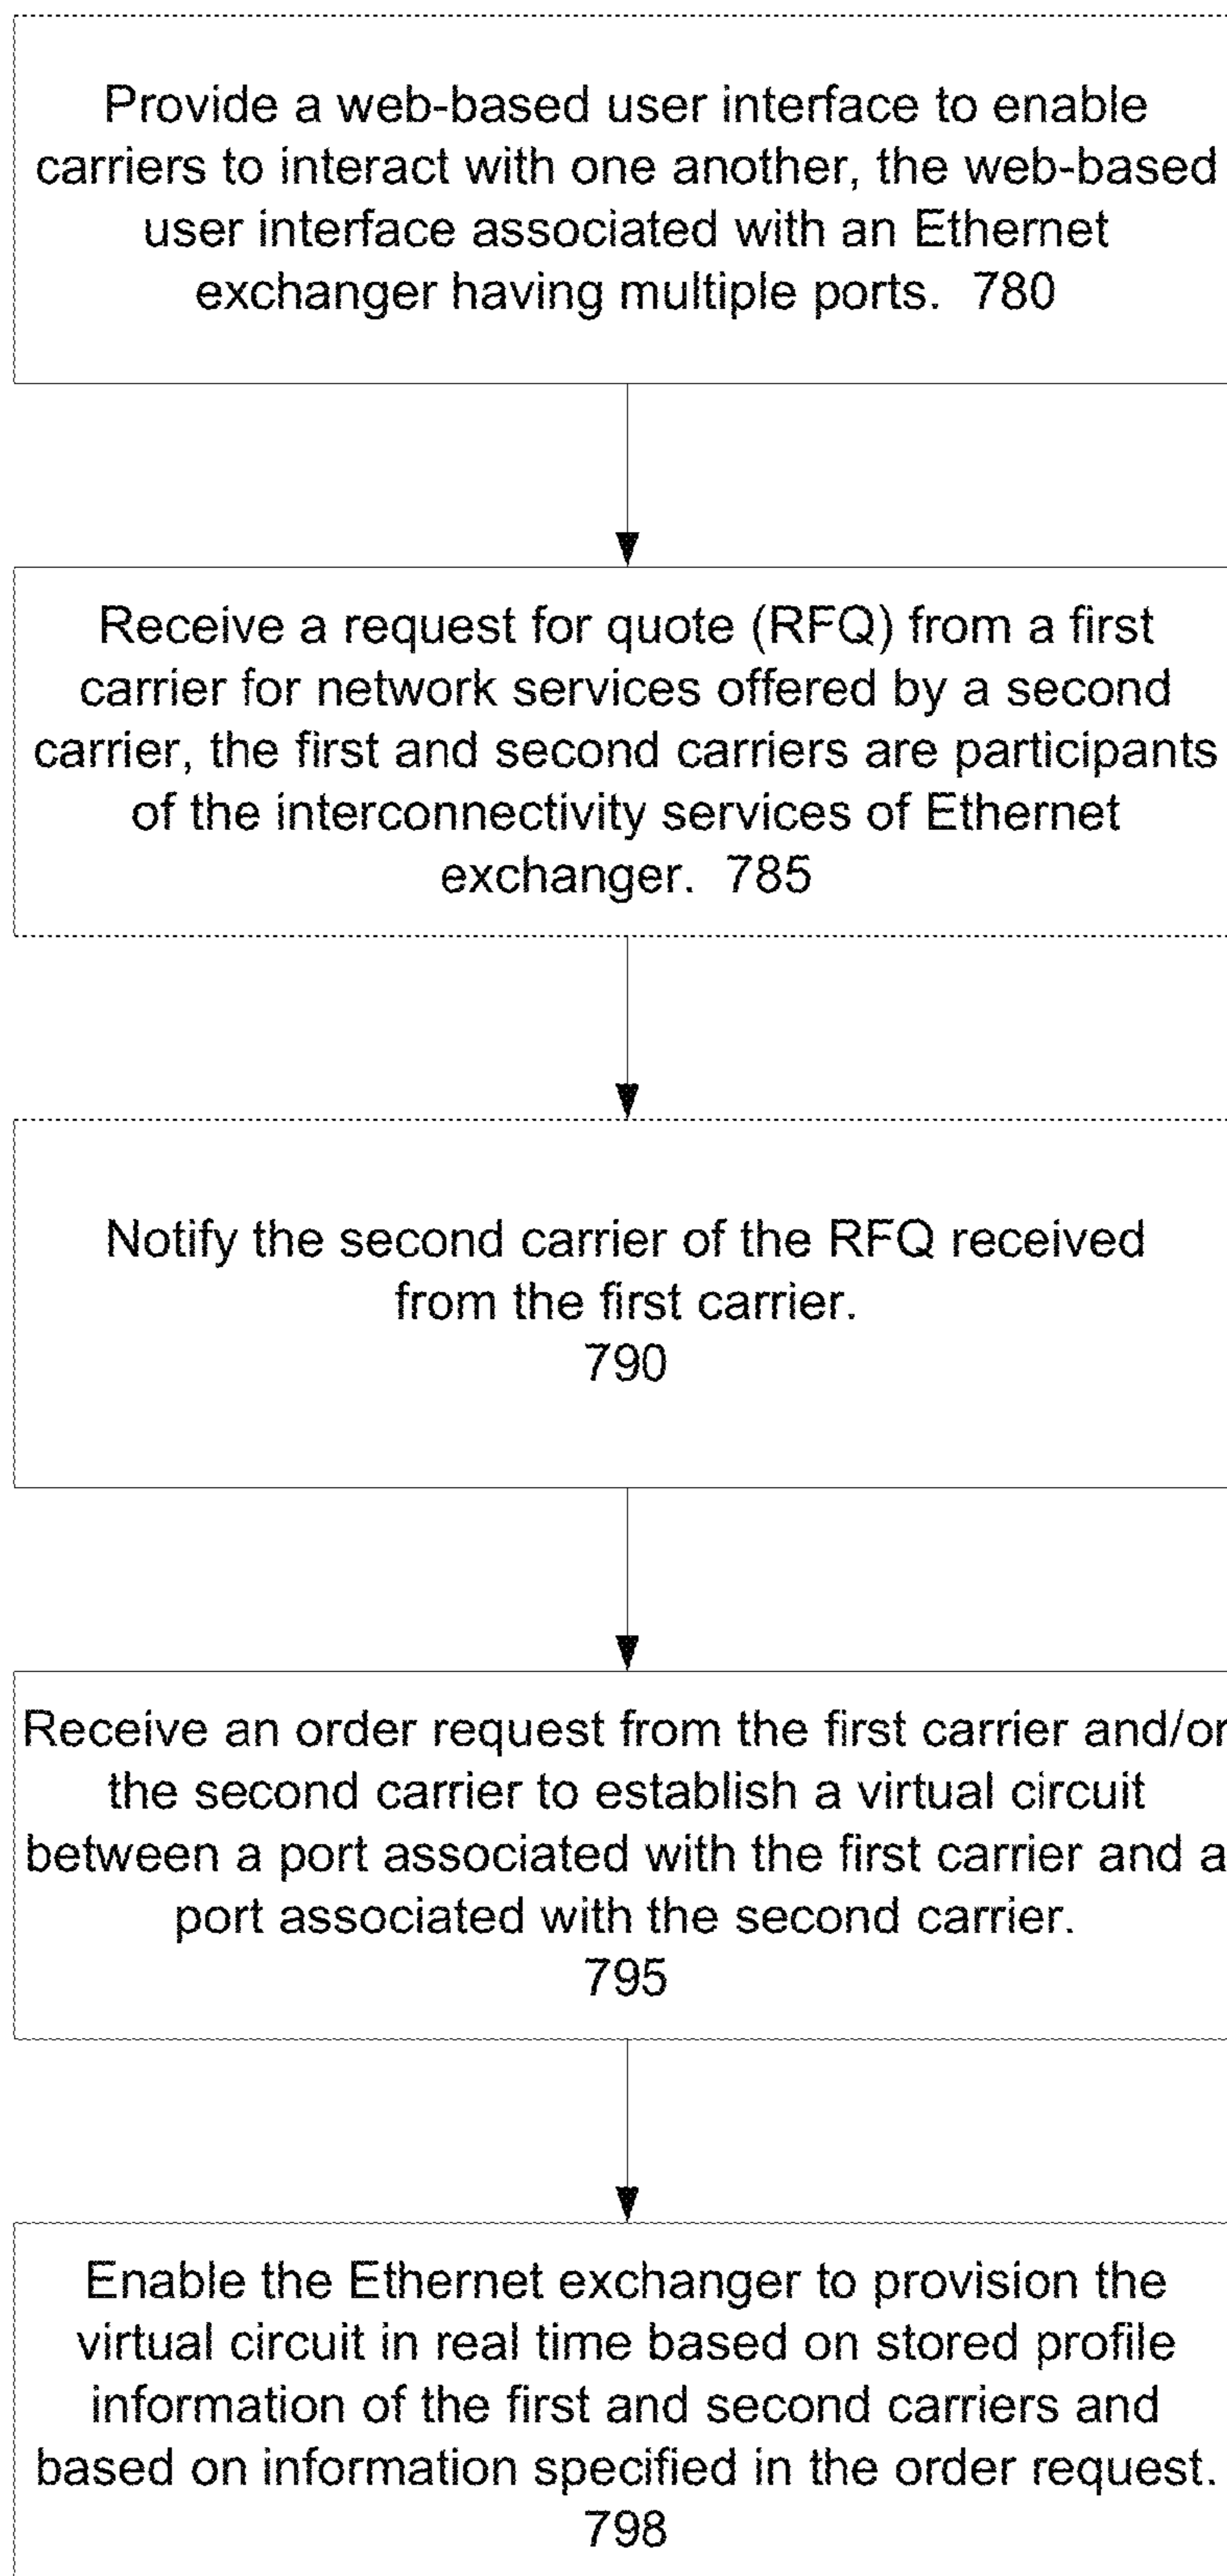 Provide a web-based user interface to enable
carriers to interact with one another, the web-based
user interface associated with an Ethernet
exchanger having multiple ports. 780
Receive a request for quote (RFQ) from a first
carrier for network services offered by a second
carrier, the first and second carriers are participants
of the interconnectivity services of Ethernet
exchanger. 785
Notify the second carrier of the RFQ received
from the first carrier.
790
Receive an order request from the first carrier and/or
the second carrier to establish a virtual circuit
between a port associated with the first carrier and a
port associated with the second carrier.
795
Enable the Ethernet exchanger to provision the
virtual circuit in real time based on stored profile
information of the first and second carriers and
based on information specified in the order request.
798